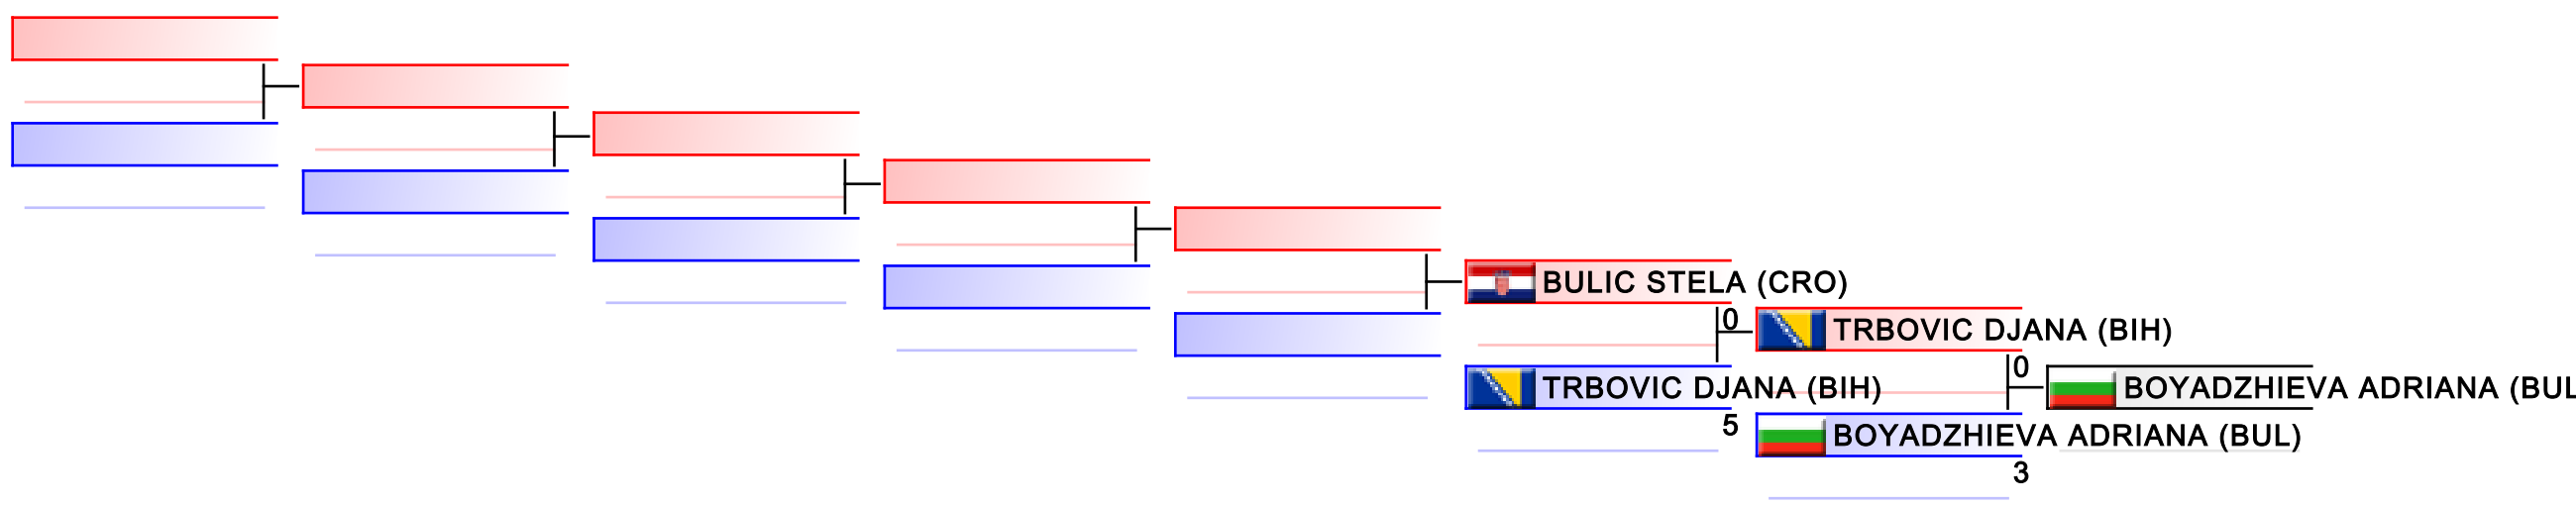 BULIC STELA (CRO)
0
TRBOVIC DJANA (BIH)
TRBOVIC DJANA (BIH)
5
0
BOYADZHIEVA ADRIANA (BUL
BOYADZHIEVA ADRIANA (BUL)
3